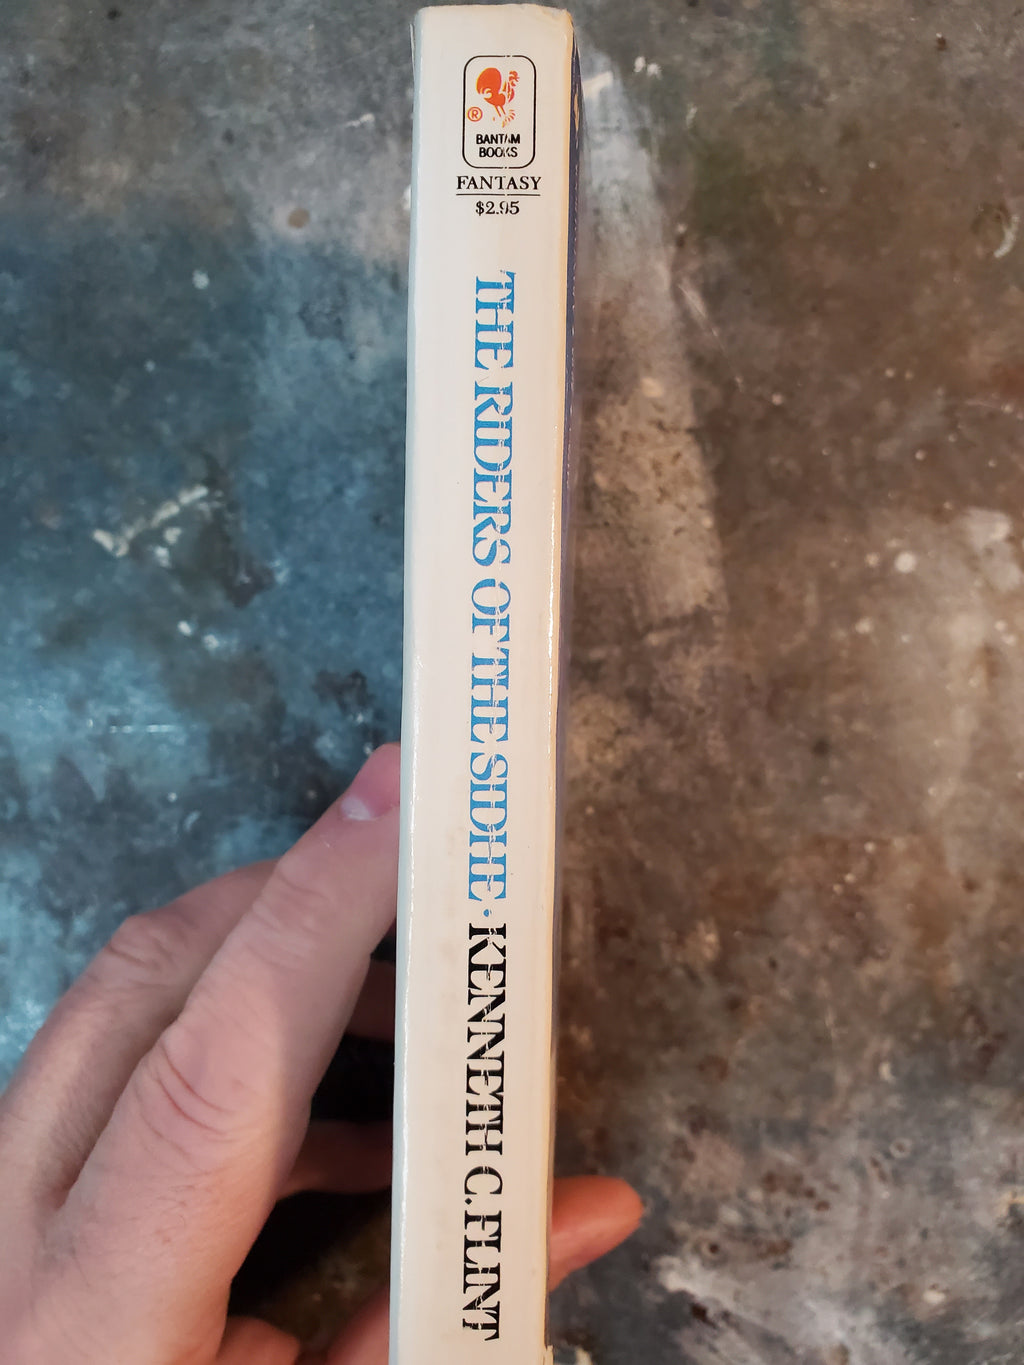 ®
BANTAM
BOOKS
FANTASY
$2.95
THE RIDERS OF THE SIDHE · KENNETH C. FLINT